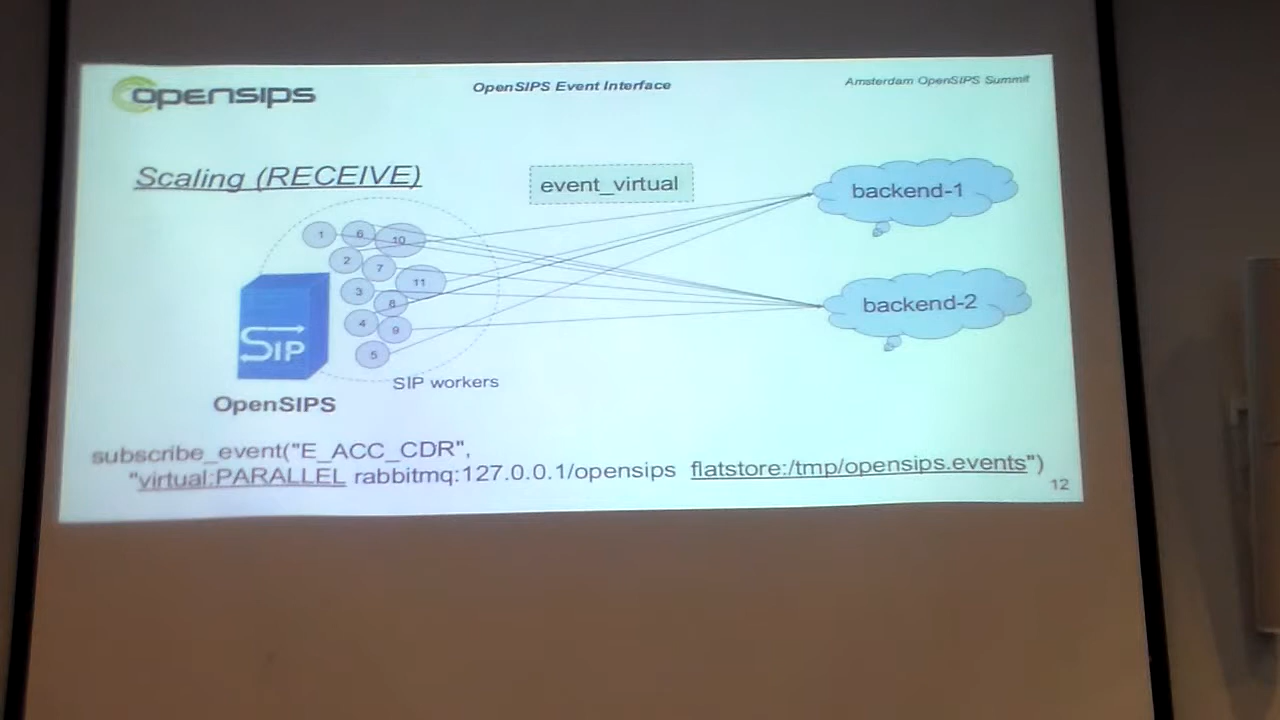 opensips
OpenSIPS Event Interface
Amsterdam OpenSIPS Summit
Scaling (RECEIVE)
event_virtual
backend-1
backend-2
1
6
10
2
7
11
3
8
4
9
5
SIP
SIP workers
OpenSIPS
subscribe_event("E_ACC_CDR",
"virtual:PARALLEL rabbitmq:127.0.0.1/opensips flatstore:/tmp/opensips.events")
12